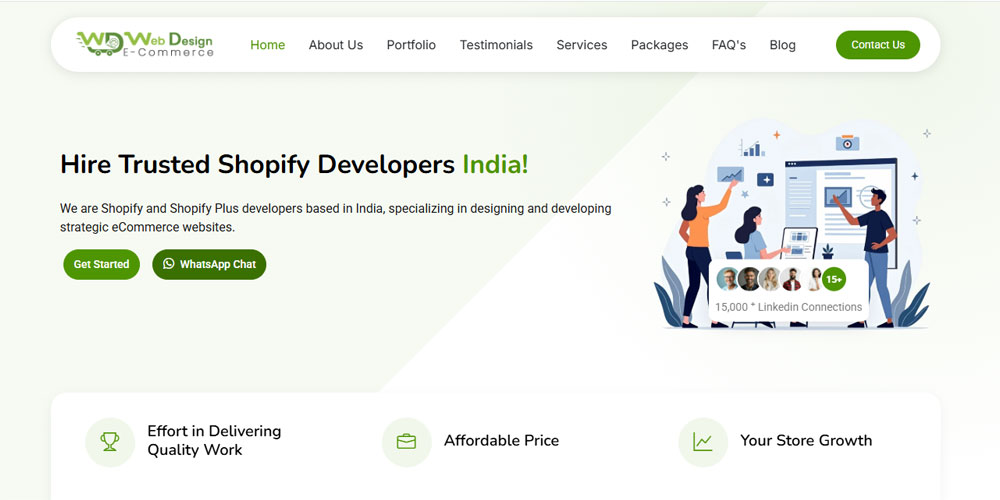 WD Web Design
E-Commerce
Home About Us Portfolio Testimonials Services Packages FAQ's Blog Contact Us
Hire Trusted Shopify Developers India!
We are Shopify and Shopify Plus developers based in India, specializing in designing and developing
strategic eCommerce websites.
Get Started WhatsApp Chat
15+
15,000 + Linkedin Connections
Effort in Delivering
Quality Work
Affordable Price
Your Store Growth